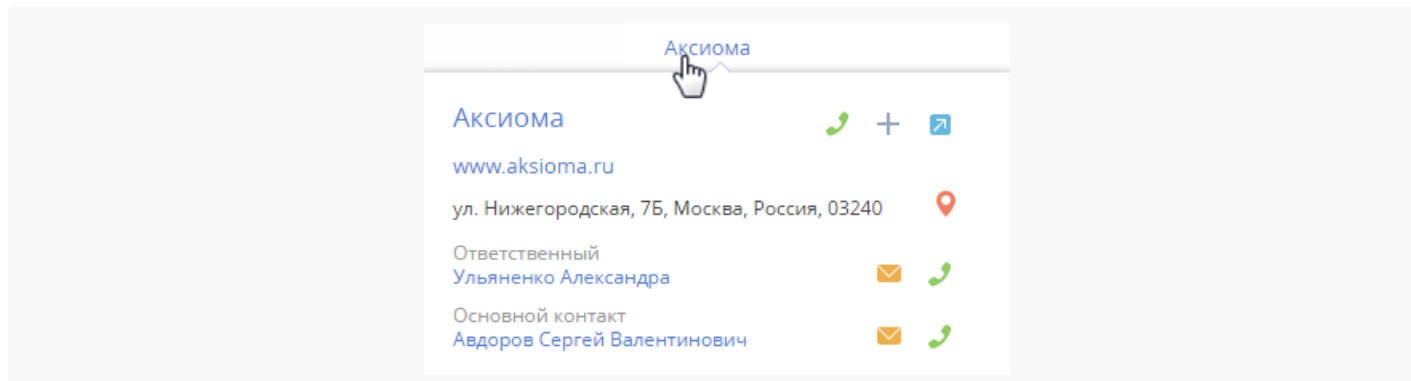 Аксиома
Аксиома
www.aksioma.ru
ул. Нижегородская, 7Б, Москва, Россия, 03240
Ответственный
Ульяненко Александра
Основной контакт
Авдоров Сергей Валентинович